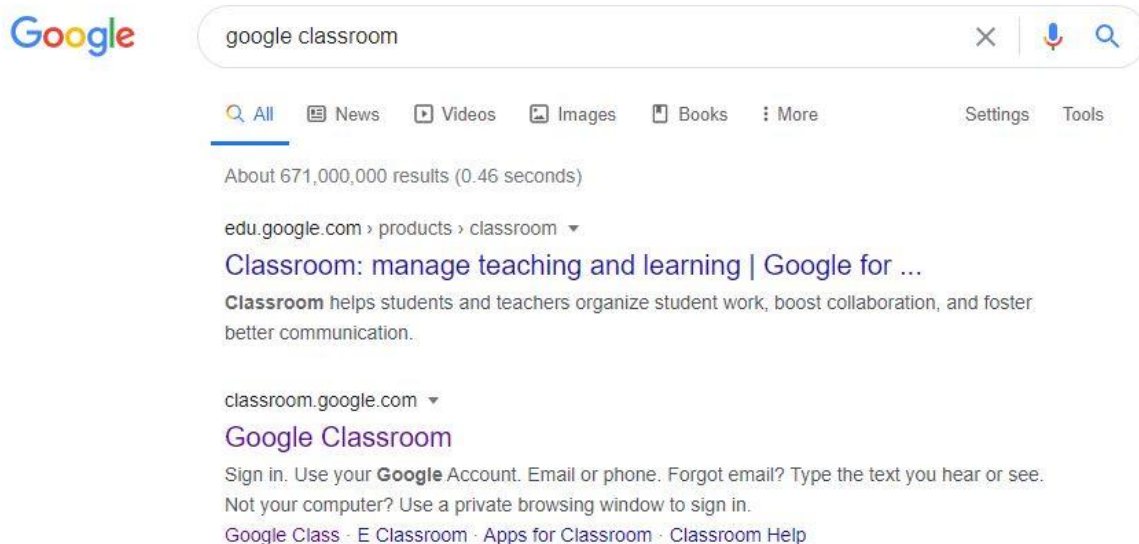 Google
google classroom
All News Videos Images Books More Settings Tools
About 671,000,000 results (0.46 seconds)
edu.google.com › products › classroom
Classroom: manage teaching and learning | Google for ...
Classroom helps students and teachers organize student work, boost collaboration, and foster
better communication.
classroom.google.com
Google Classroom
Sign in. Use your Google Account. Email or phone. Forgot email? Type the text you hear or see.
Not your computer? Use a private browsing window to sign in.
Google Class · E Classroom · Apps for Classroom · Classroom Help